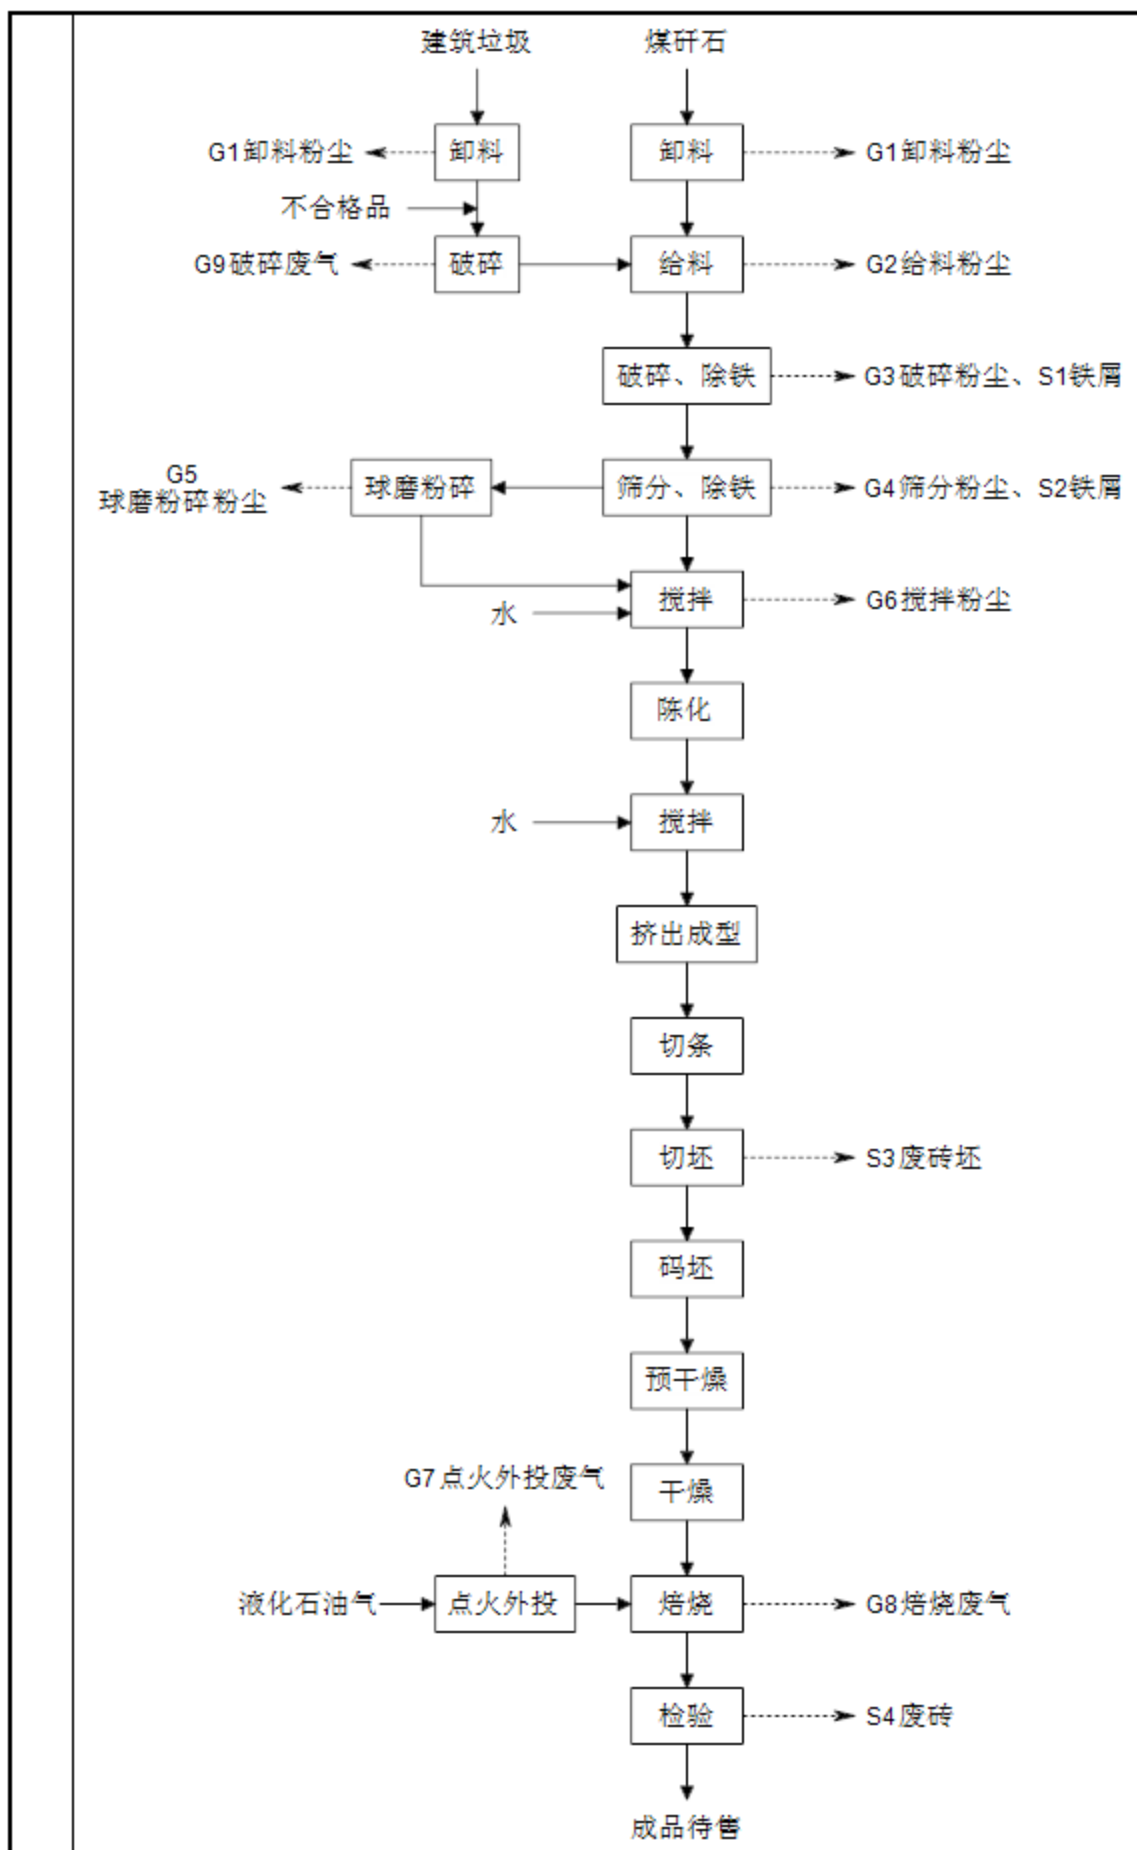 建筑垃圾
煤矸石
G1卸料粉尘
卸料
卸料
G1卸料粉尘
不合格品
G9破碎废气
破碎
给料
G2给料粉尘
破碎、除铁
G3破碎粉尘、S1铁屑
G5
球磨粉碎粉尘
球磨粉碎
筛分、除铁
G4筛分粉尘、S2铁屑
水
搅拌
G6搅拌粉尘
陈化
水
搅拌
挤出成型
切条
切坯
S3废砖坯
码坯
预干燥
G7点火外投废气
干燥
液化石油气
点火外投
焙烧
G8焙烧废气
检验
S4废砖
成品待售